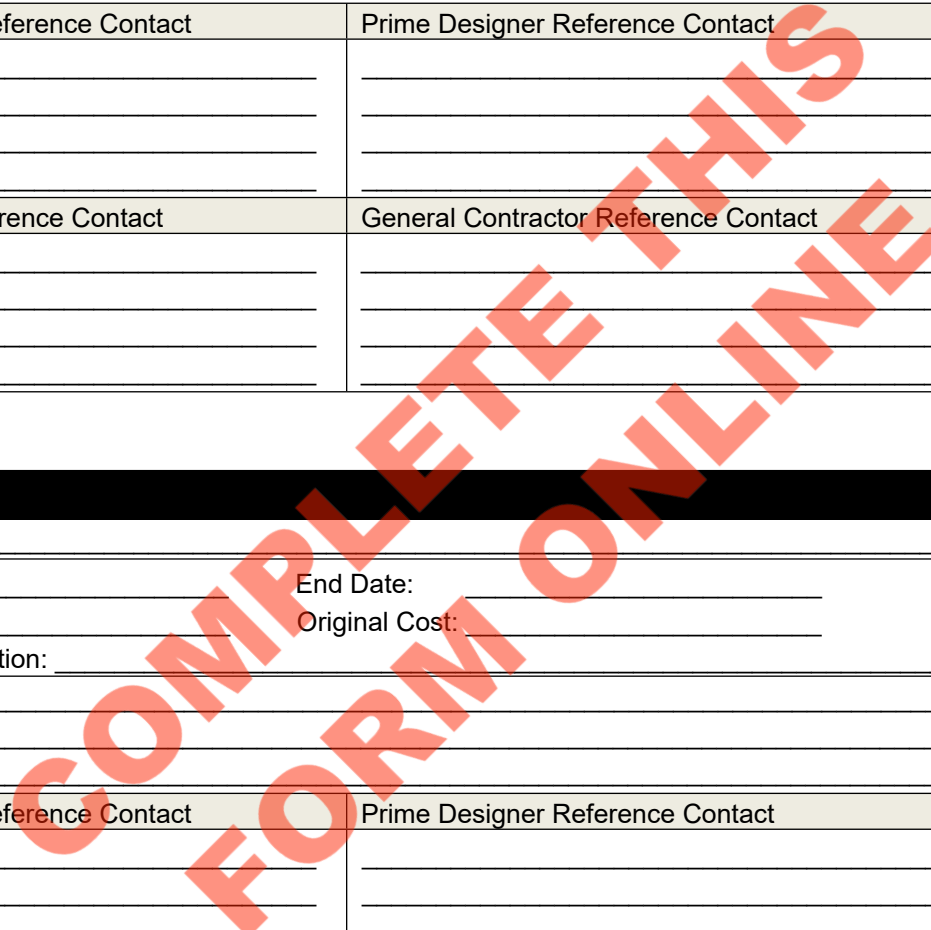 eference Contact Prime Designer Reference Contact
rence Contact General Contractor Reference Contact
End Date:
Original Cost:
tion:
eference Contact Prime Designer Reference Contact
COMPLETE THIS
FORM ONLINE